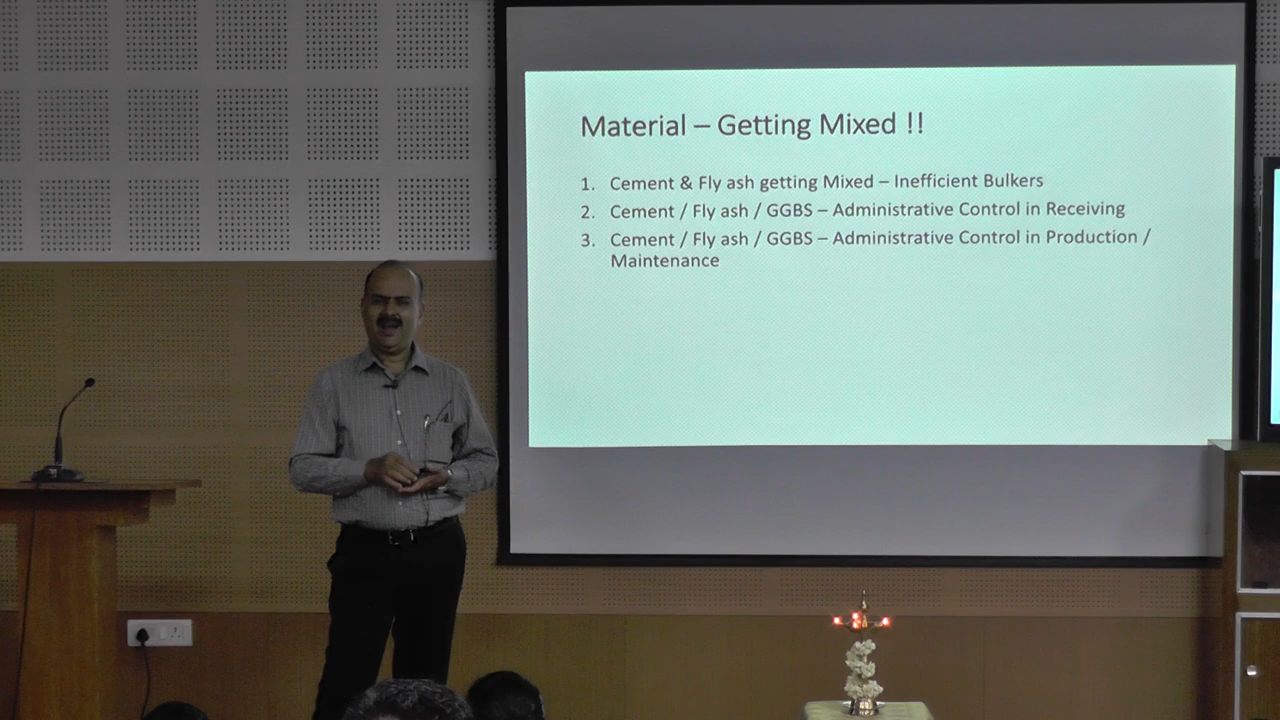 Material – Getting Mixed !!
1. Cement & Fly ash getting Mixed – Inefficient Bulkers
2. Cement / Fly ash / GGBS – Administrative Control in Receiving
3. Cement / Fly ash / GGBS – Administrative Control in Production /
Maintenance